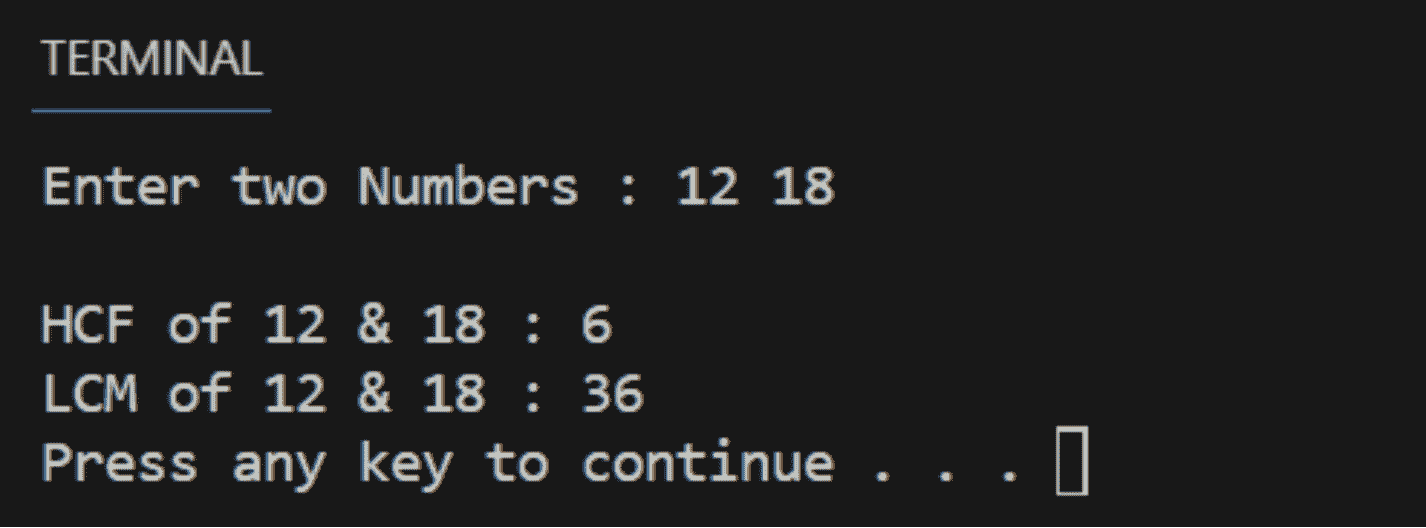 TERMINAL
Enter two Numbers : 12 18
HCF of 12 & 18 : 6
LCM of 12 & 18 : 36
Press any key to continue . . .